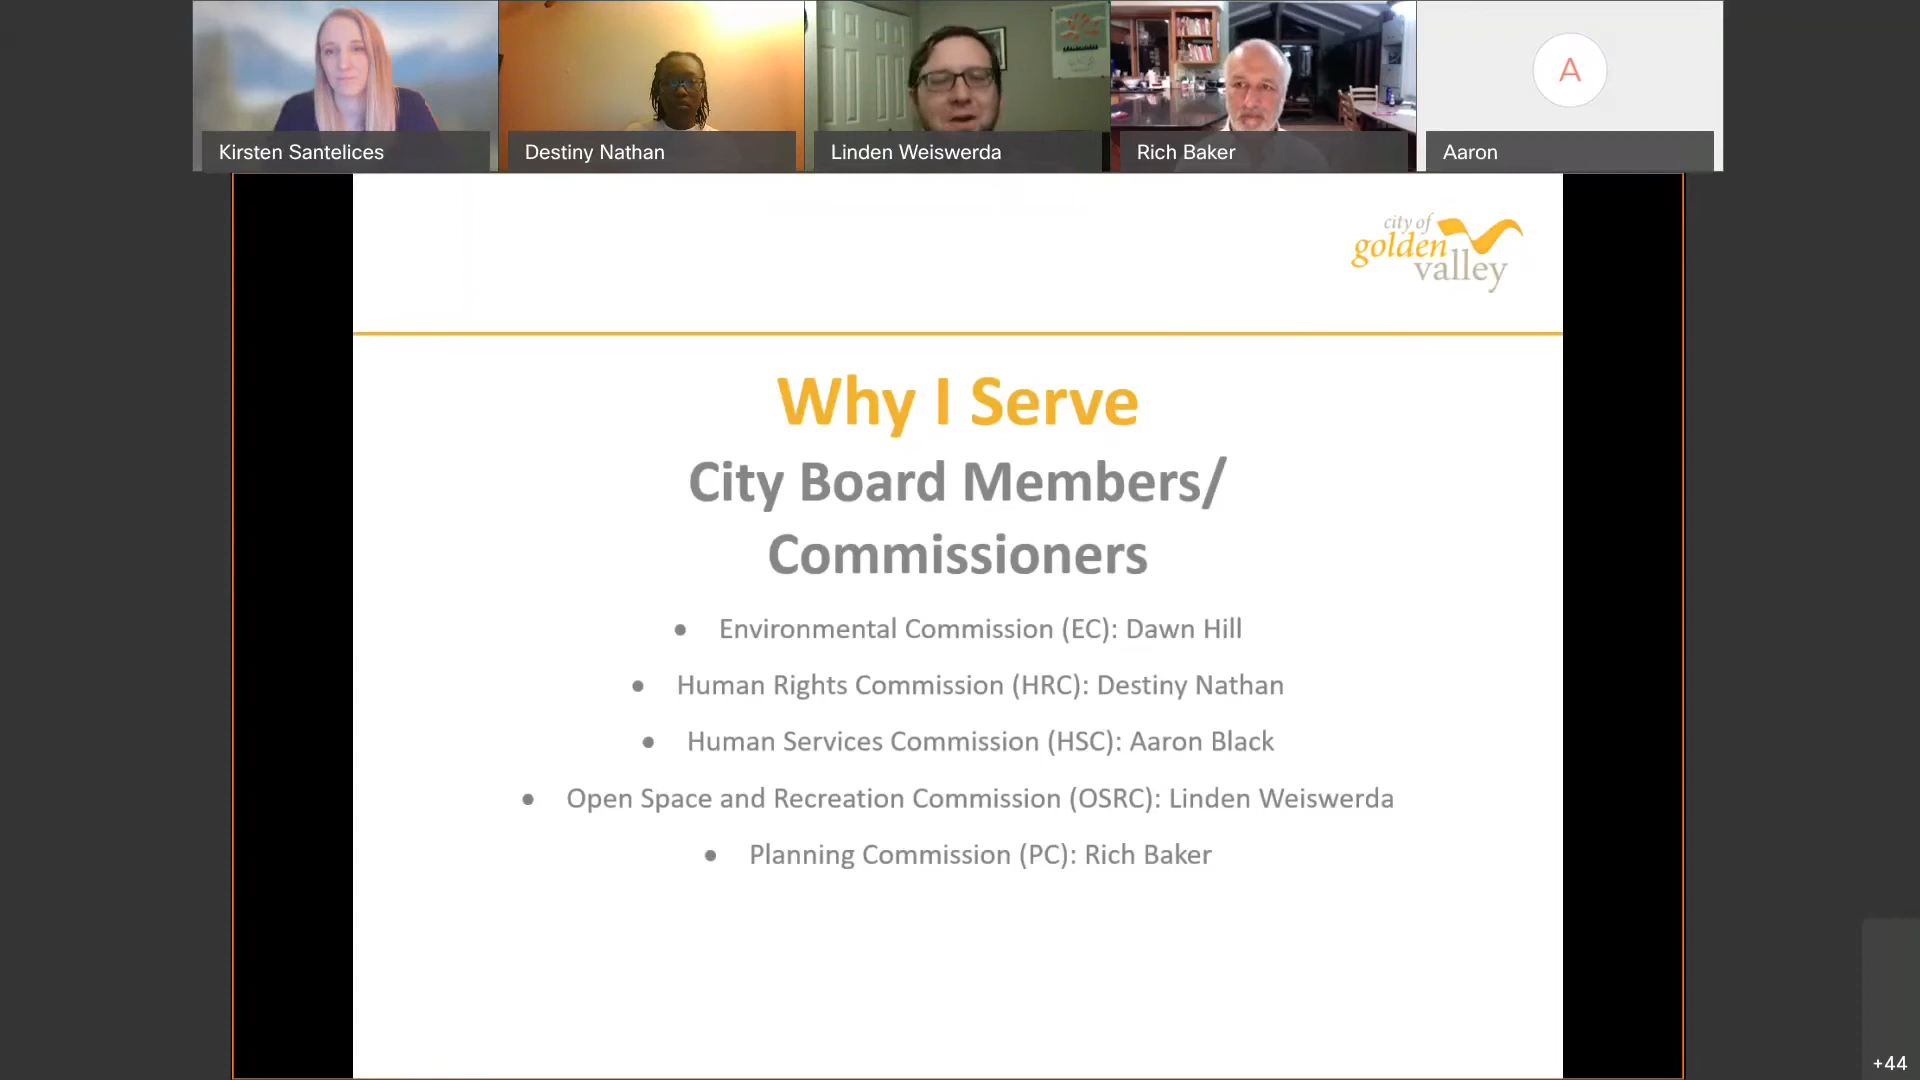 Kirsten Santelices
Destiny Nathan
Linden Weiswerda
Rich Baker
A
Aaron
city of
golden
valley
Why I Serve
City Board Members/
Commissioners
• Environmental Commission (EC): Dawn Hill
• Human Rights Commission (HRC): Destiny Nathan
• Human Services Commission (HSC): Aaron Black
• Open Space and Recreation Commission (OSRC): Linden Weiswerda
• Planning Commission (PC): Rich Baker
+44